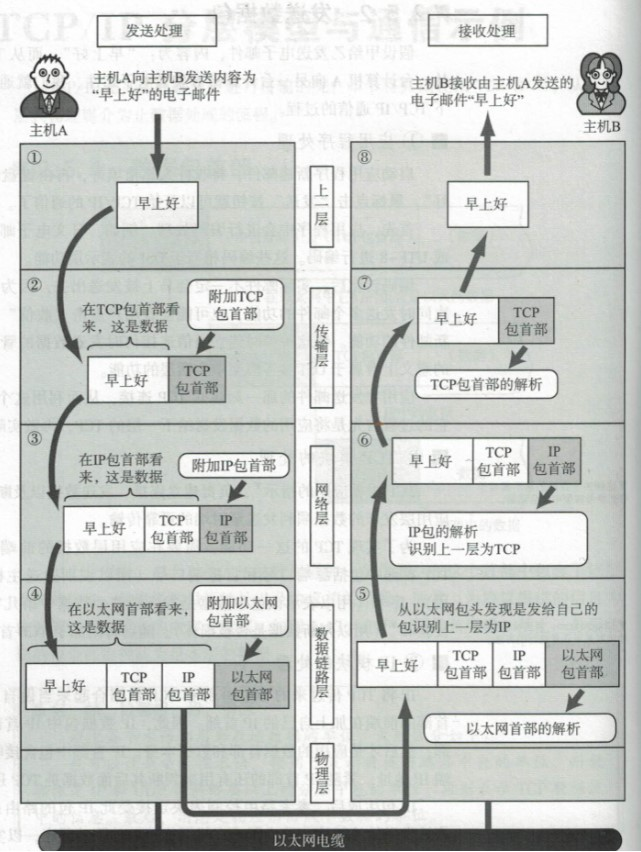 发送处理
接收处理
主机A向主机B发送内容为
“早上好”的电子邮件
主机B接收由主机A发送的
电子邮件“早上好”
主机A
主机B
①
早上好
上一层
⑧
早上好
②
在TCP包首部看
来，这是数据
附加TCP
包首部
早上好
TCP
包首部
传输层
⑦
早上好
TCP
包首部
TCP包首部的解析
③
在IP包首部看
来，这是数据
附加IP包首部
早上好
TCP
包首部
IP
包首部
网络层
⑥
早上好
TCP
包首部
IP
包首部
IP包的解析
识别上一层为TCP
④
在以太网首部看来，
这是数据
附加以太网
包首部
早上好
TCP
包首部
IP
包首部
以太网
包首部
数据链路层
⑤
从以太网包头发现是发给自己的
包识别上一层为IP
早上好
TCP
包首部
IP
包首部
以太网
包首部
以太网首部的解析
物理层
以太网电缆